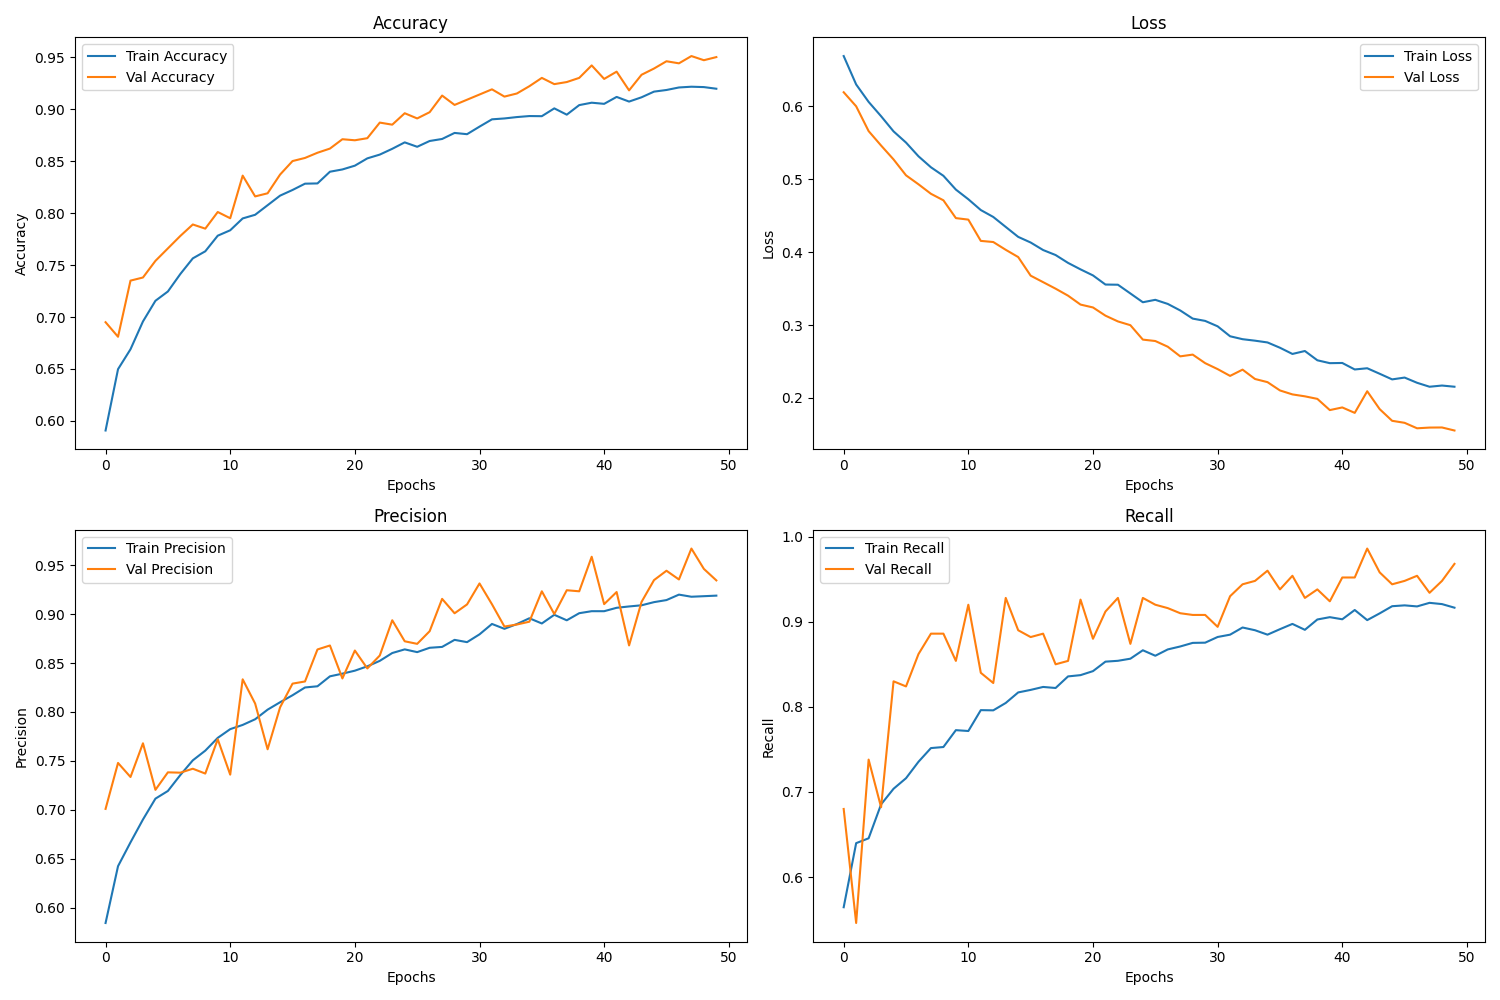 Accuracy
Train Accuracy
Val Accuracy
Accuracy
0.95
0.90
0.85
0.80
0.75
0.70
0.65
0.60
0 10 20 30 40 50
Epochs
Loss
Train Loss
Val Loss
Loss
0.6
0.5
0.4
0.3
0.2
0 10 20 30 40 50
Epochs
Precision
Train Precision
Val Precision
Precision
0.95
0.90
0.85
0.80
0.75
0.70
0.65
0.60
0 10 20 30 40 50
Epochs
Recall
Train Recall
Val Recall
Recall
1.0
0.9
0.8
0.7
0.6
0 10 20 30 40 50
Epochs